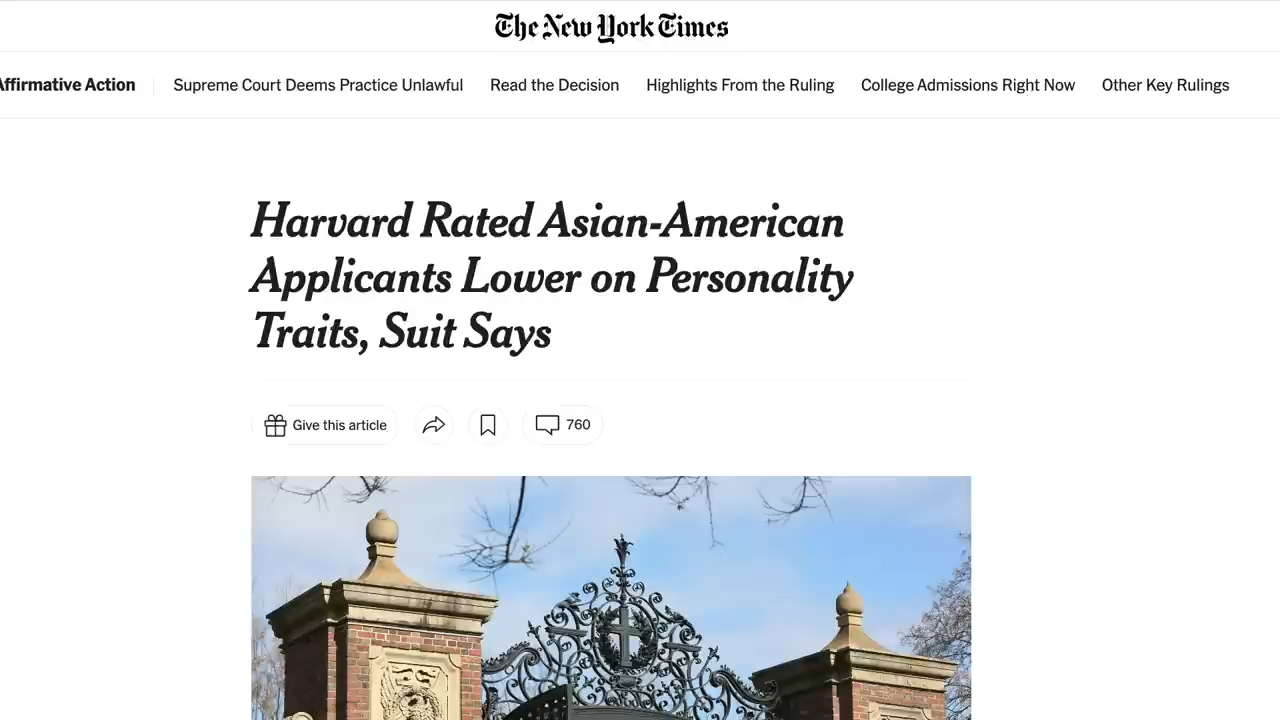 The New York Times
Affirmative Action Supreme Court Deems Practice Unlawful Read the Decision Highlights From the Ruling College Admissions Right Now Other Key Rulings
Harvard Rated Asian-American
Applicants Lower on Personality
Traits, Suit Says
Give this article 760